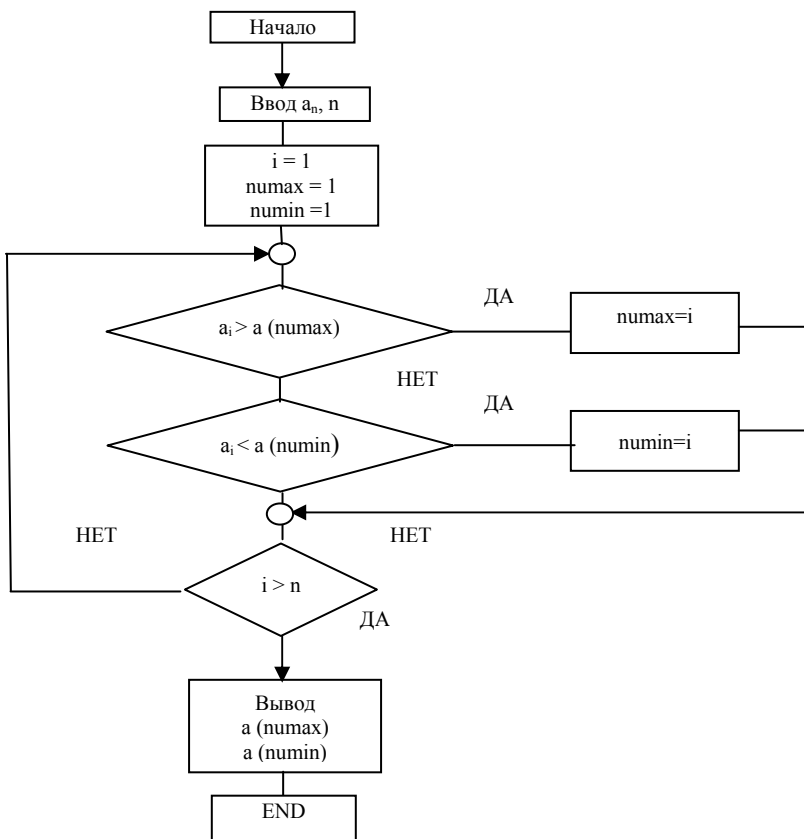 Начало
Ввод aₙ, n
i = 1
numax = 1
numin =1
ДА
aᵢ > a (numax)
numax=i
НЕТ
ДА
aᵢ < a (numin)
numin=i
НЕТ
НЕТ
i > n
ДА
Вывод
a (numax)
a (numin)
END